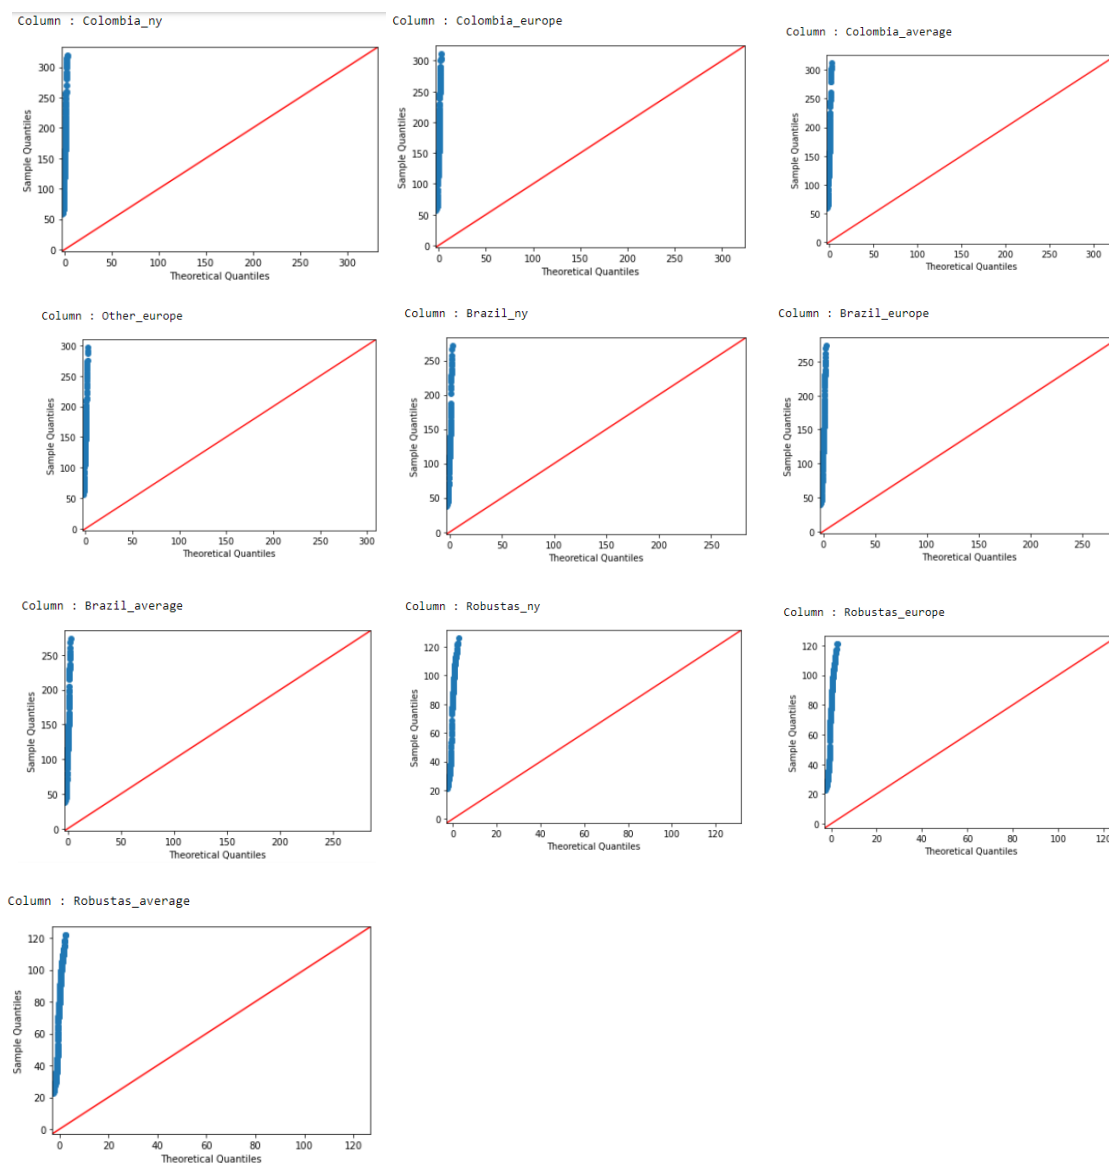 Column : Colombia_ny
Sample Quantiles
300
250
200
150
100
50
0
0 50 100 150 200 250 300
Theoretical Quantiles
Column : Colombia_europe
Sample Quantiles
300
250
200
150
100
50
0
0 50 100 150 200 250 300
Theoretical Quantiles
Column : Colombia_average
Sample Quantiles
300
250
200
150
100
50
0
0 50 100 150 200 250 300
Theoretical Quantiles
Column : Other_europe
Sample Quantiles
300
250
200
150
100
50
0
0 50 100 150 200 250 300
Theoretical Quantiles
Column : Brazil_ny
Sample Quantiles
250
200
150
100
50
0
0 50 100 150 200 250
Theoretical Quantiles
Column : Brazil_europe
Sample Quantiles
250
200
150
100
50
0
0 50 100 150 200 250
Theoretical Quantiles
Column : Brazil_average
Sample Quantiles
250
200
150
100
50
0
0 50 100 150 200 250
Theoretical Quantiles
Column : Robustas_ny
Sample Quantiles
120
100
80
60
40
20
0
0 20 40 60 80 100 120
Theoretical Quantiles
Column : Robustas_europe
Sample Quantiles
120
100
80
60
40
20
0
0 20 40 60 80 100 120
Theoretical Quantiles
Column : Robustas_average
Sample Quantiles
120
100
80
60
40
20
0
0 20 40 60 80 100 120
Theoretical Quantiles